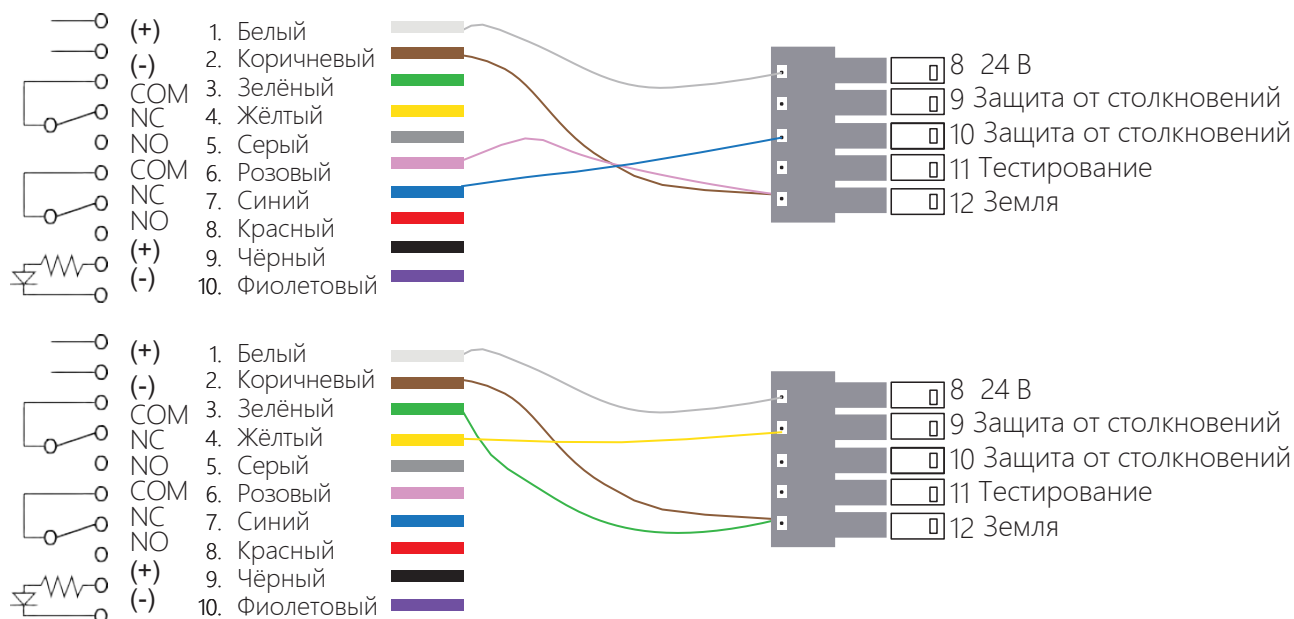 (+) 1. Белый
(-) 2. Коричневый
COM 3. Зелёный
NC 4. Жёлтый
NO 5. Серый
COM 6. Розовый
NC 7. Синий
NO 8. Красный
(+) 9. Чёрный
(-) 10. Фиолетовый
8 24 В
9 Защита от столкновений
10 Защита от столкновений
11 Тестирование
12 Земля
(+) 1. Белый
(-) 2. Коричневый
COM 3. Зелёный
NC 4. Жёлтый
NO 5. Серый
COM 6. Розовый
NC 7. Синий
NO 8. Красный
(+) 9. Чёрный
(-) 10. Фиолетовый
8 24 В
9 Защита от столкновений
10 Защита от столкновений
11 Тестирование
12 Земля